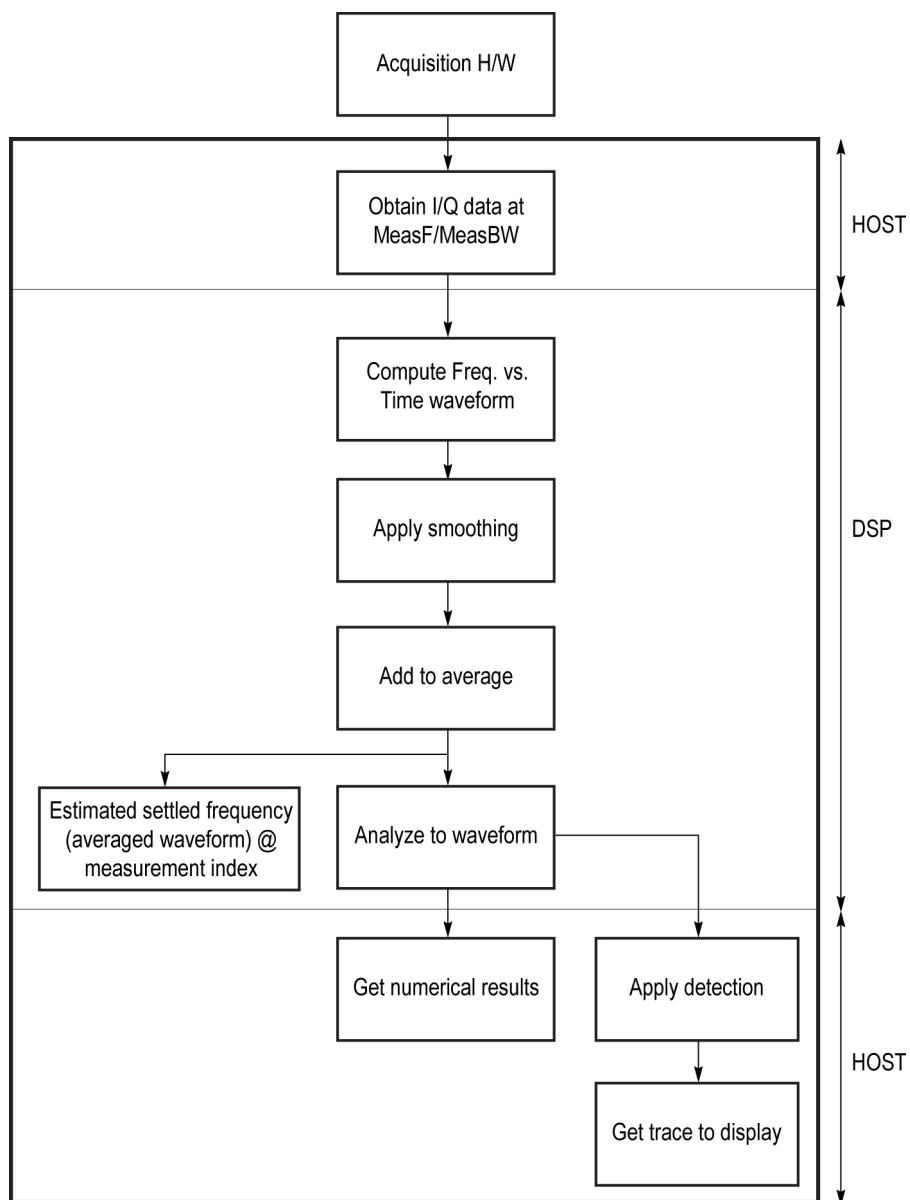 Acquisition H/W
Obtain I/Q data at
MeasF/MeasBW
HOST
Compute Freq. vs.
Time waveform
Apply smoothing
DSP
Add to average
Estimated settled frequency
(averaged waveform) @
measurement index
Analyze to waveform
Get numerical results
Apply detection
HOST
Get trace to display